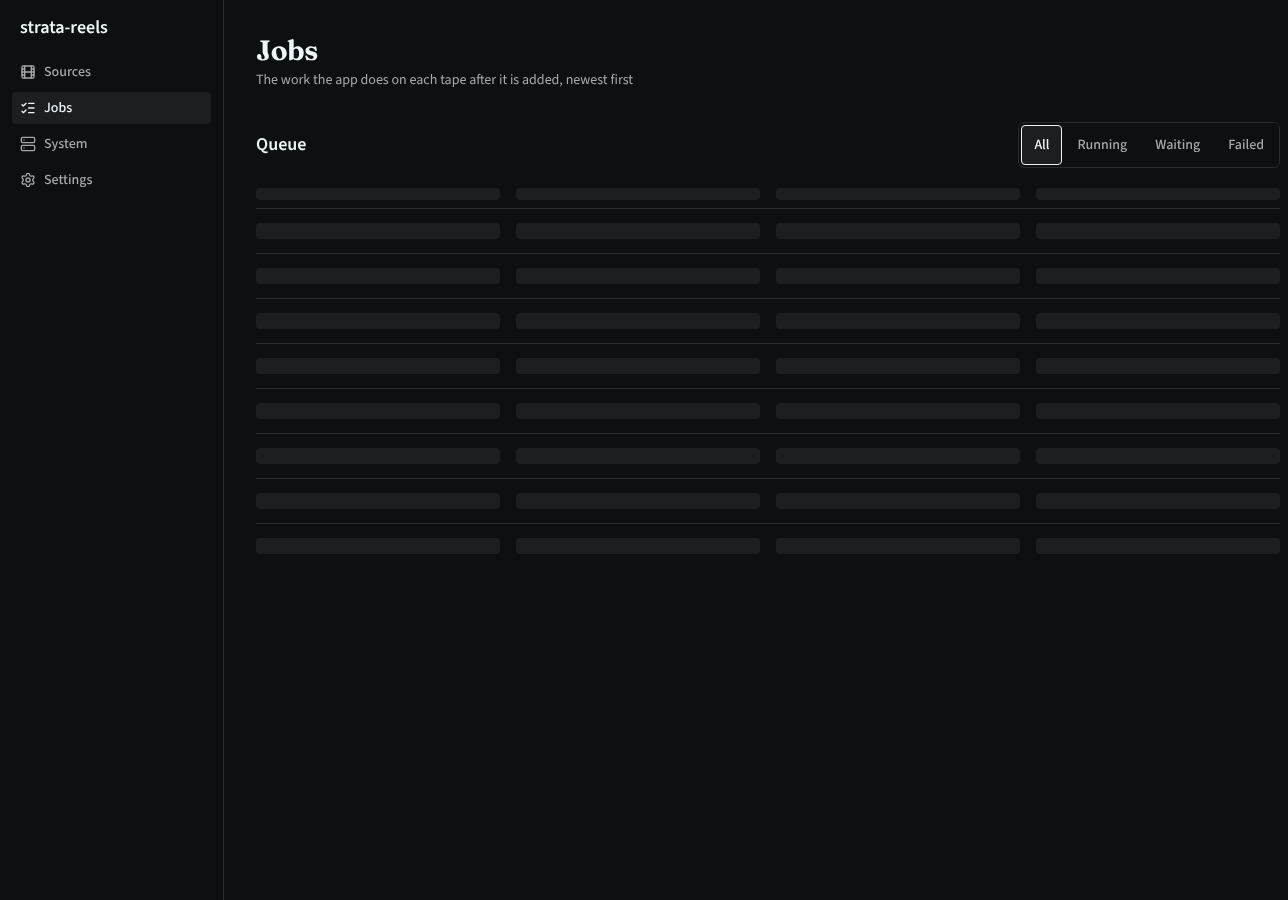 strata-reels
Sources
Jobs
System
Settings
Jobs
The work the app does on each tape after it is added, newest first
Queue
All
Running
Waiting
Failed